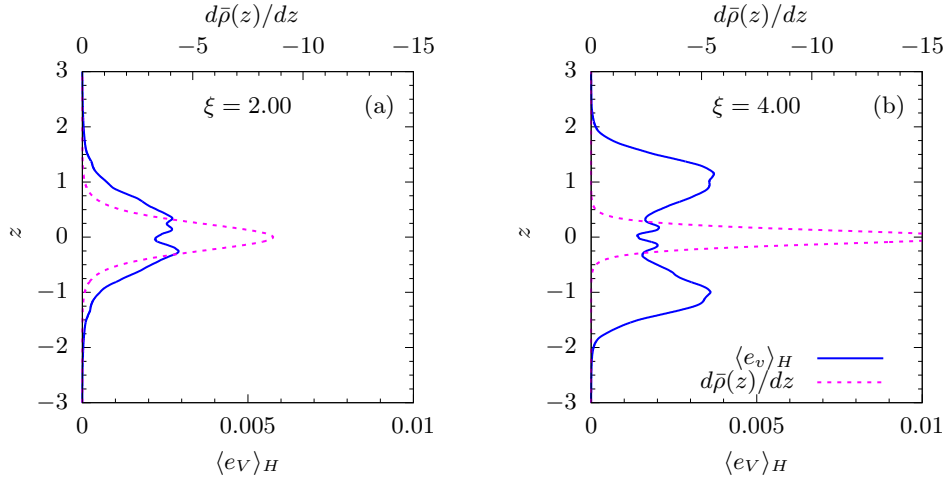 dρ̄(z)/dz dρ̄(z)/dz
0 −5 −10 −15 0 −5 −10 −15
3 3
ξ = 2.00 (a) ξ = 4.00 (b)
2 2
1 1
z 0 z 0
−1 −1
−2 −2
⟨e_v⟩_H
dρ̄(z)/dz
−3 −3
0 0.005 0.01 0 0.005 0.01
⟨e_V⟩_H ⟨e_V⟩_H